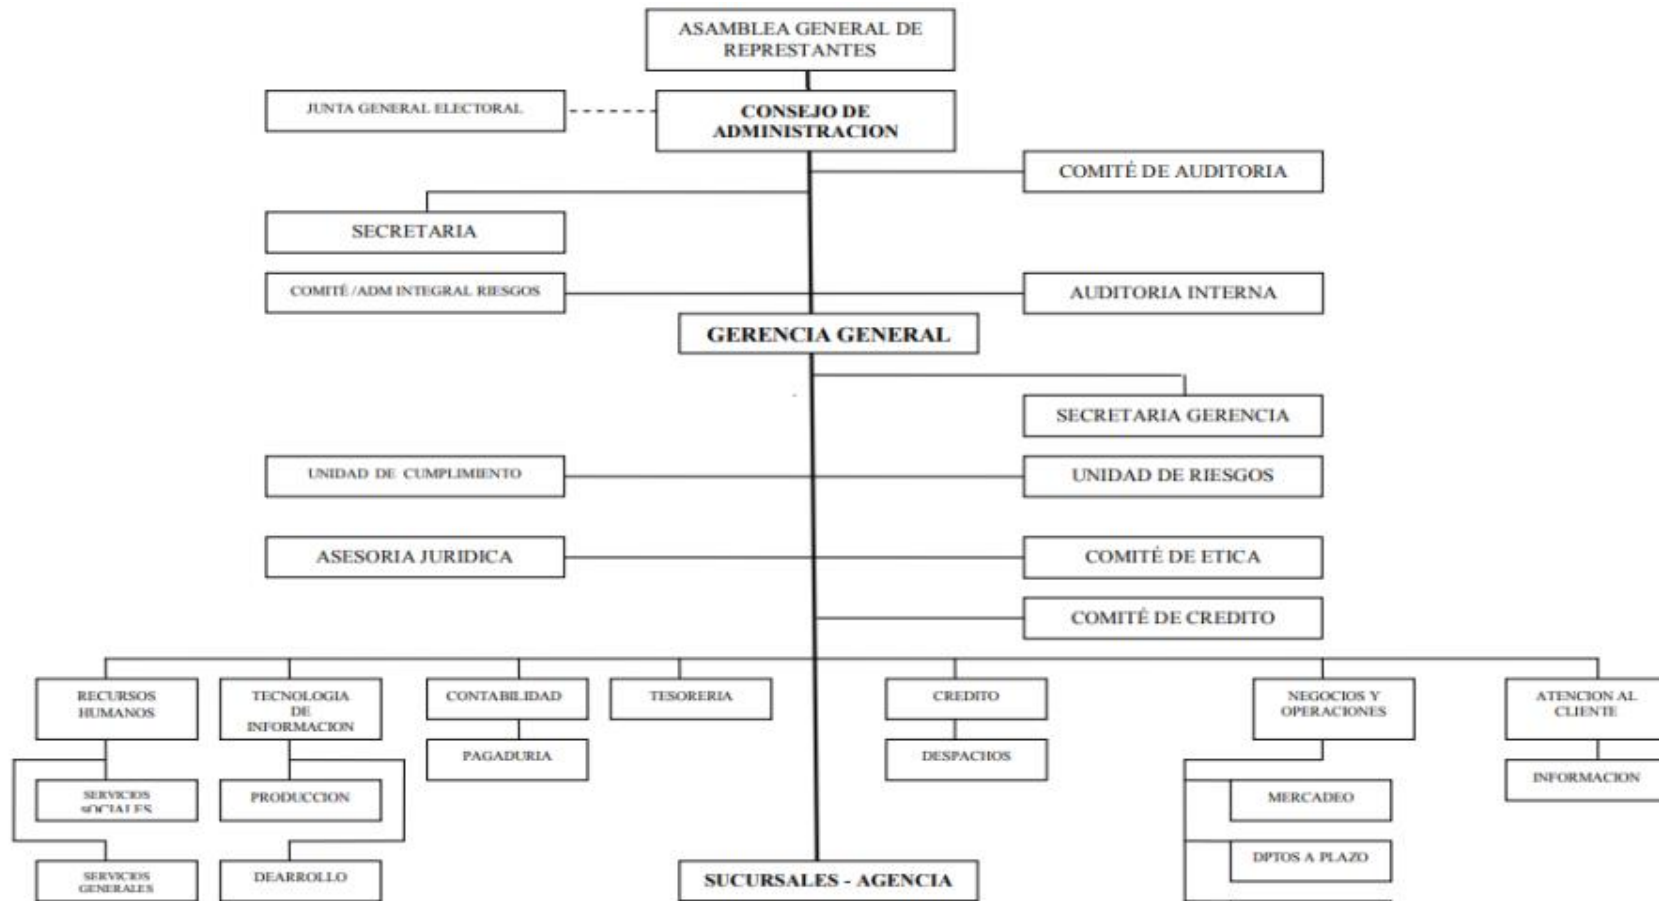 ASAMBLEA GENERAL DE
REPRESTANTES
JUNTA GENERAL ELECTORAL
CONSEJO DE
ADMINISTRACION
COMITÉ DE AUDITORIA
SECRETARIA
COMITÉ /ADM INTEGRAL RIESGOS
AUDITORIA INTERNA
GERENCIA GENERAL
SECRETARIA GERENCIA
UNIDAD DE CUMPLIMIENTO
UNIDAD DE RIESGOS
ASESORIA JURIDICA
COMITÉ DE ETICA
COMITÉ DE CREDITO
RECURSOS
HUMANOS
TECNOLOGIA
DE
INFORMACION
CONTABILIDAD
TESORERIA
CREDITO
NEGOCIOS Y
OPERACIONES
ATENCION AL
CLIENTE
PAGADURIA
DESPACHOS
INFORMACION
SERVICIOS
SOCIALES
PRODUCCION
MERCADEO
DPTOS A PLAZO
SERVICIOS
GENERALES
DEARROLLO
SUCURSALES - AGENCIA